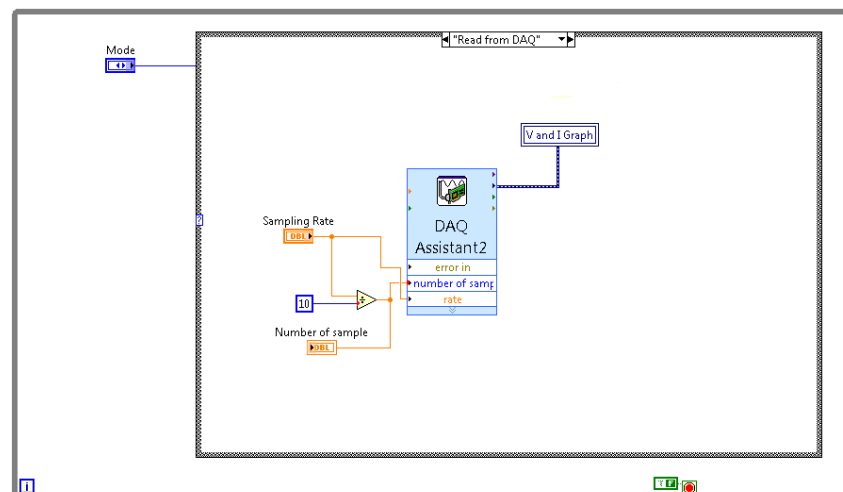 "Read from DAQ"
Mode
V and I Graph
DAQ
Assistant2
Sampling Rate
DBL
error in
number of samp
10
rate
Number of sample
DBL
?
i
F